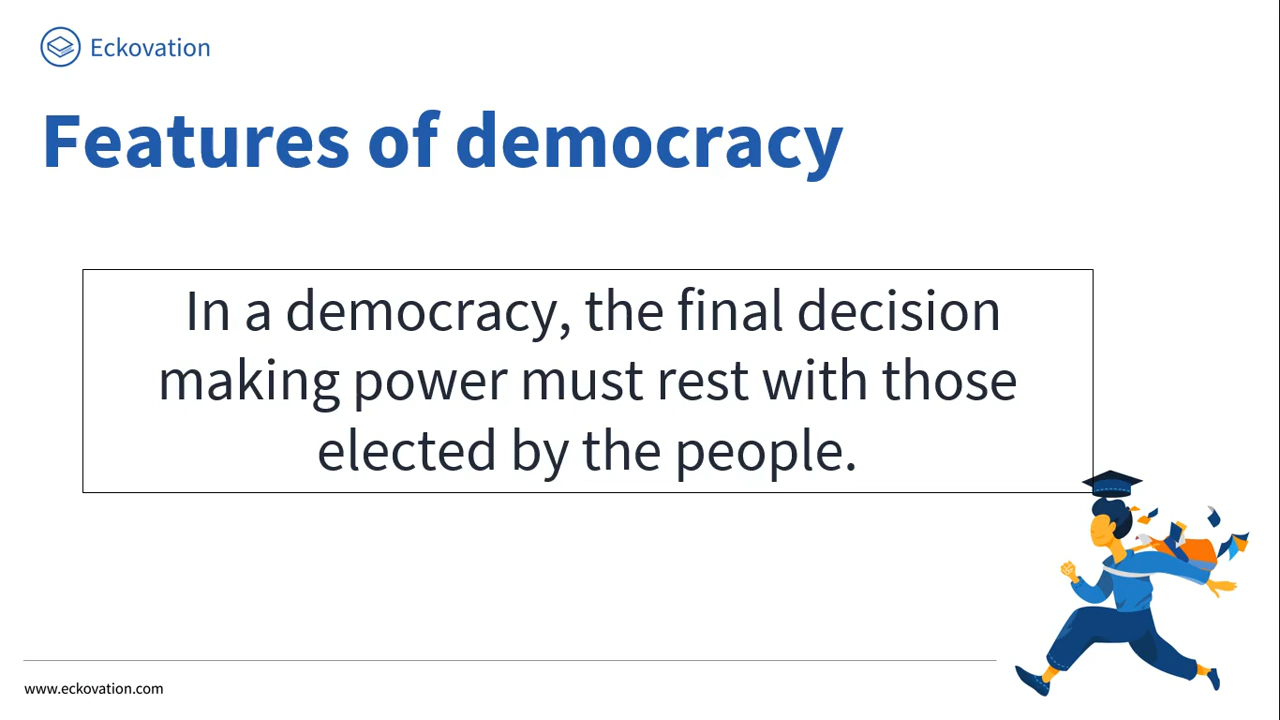 Eckovation
Features of democracy
In a democracy, the final decision
making power must rest with those
elected by the people.
www.eckovation.com